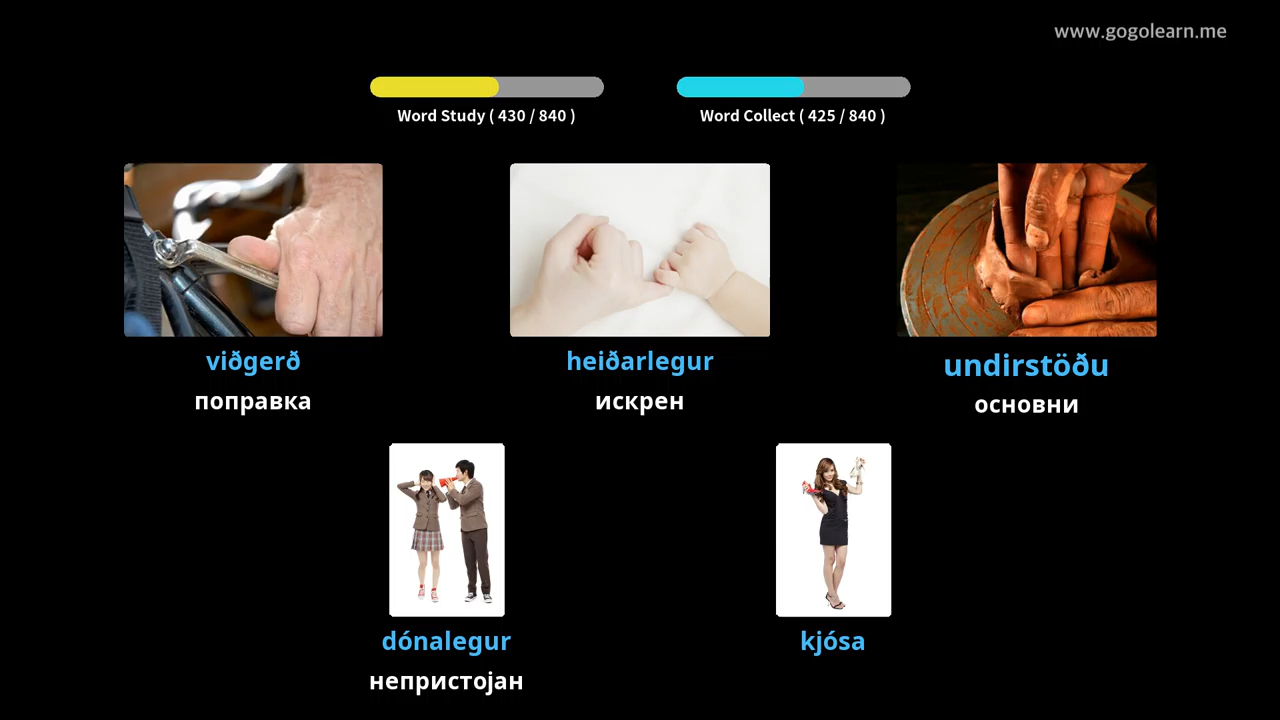 www.gogolearn.me
Word Study ( 430 / 840 )
Word Collect ( 425 / 840 )
viðgerð
поправка
heiðarlegur
искрен
undirstöðu
основни
dónalegur
непристојан
kjósa